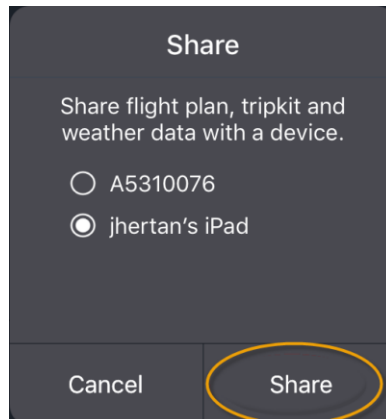 Share
Share flight plan, tripkit and
weather data with a device.
A5310076
jhertan’s iPad
Cancel
Share